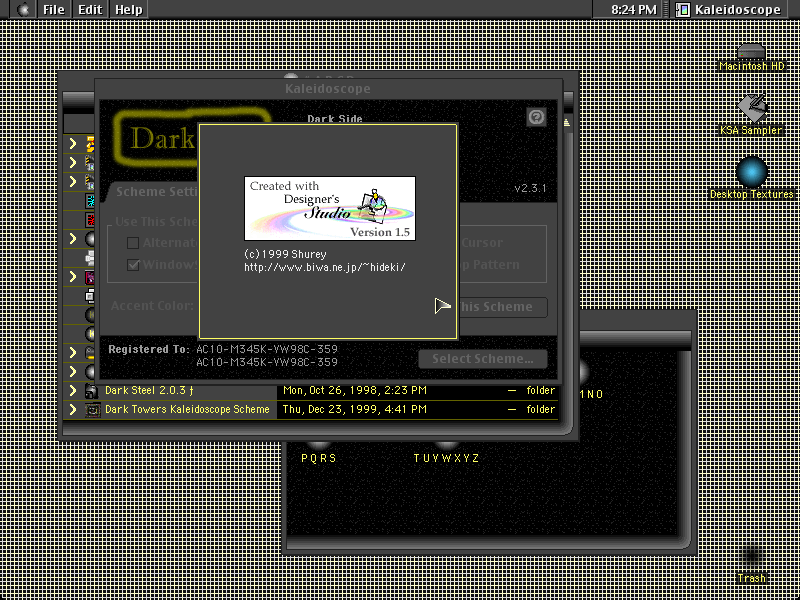 File Edit Help
8:24 PM
Kaleidoscope
Macintosh HD
KSA Sampler
Desktop Textures
Trash
Kaleidoscope
Dark
Dark Side
v2.3.1
Scheme Setti
Use This Sche
Alternat
Window
Cursor
p Pattern
Accent Color:
his Scheme
Created with
Designer's
Studio
Version 1.5
(c)1999 Shurey
http://www.biwa.ne.jp/~hideki/
Registered To: AC10-M345K-VW98C-359
AC10-M345K-VW98C-359
Select Scheme...
Dark Steel 2.0.3 ƒ Mon, Oct 26, 1998, 2:23 PM — folder
Dark Towers Kaleidoscope Scheme Thu, Dec 23, 1999, 4:41 PM — folder
PQRS
TUVWXYZ